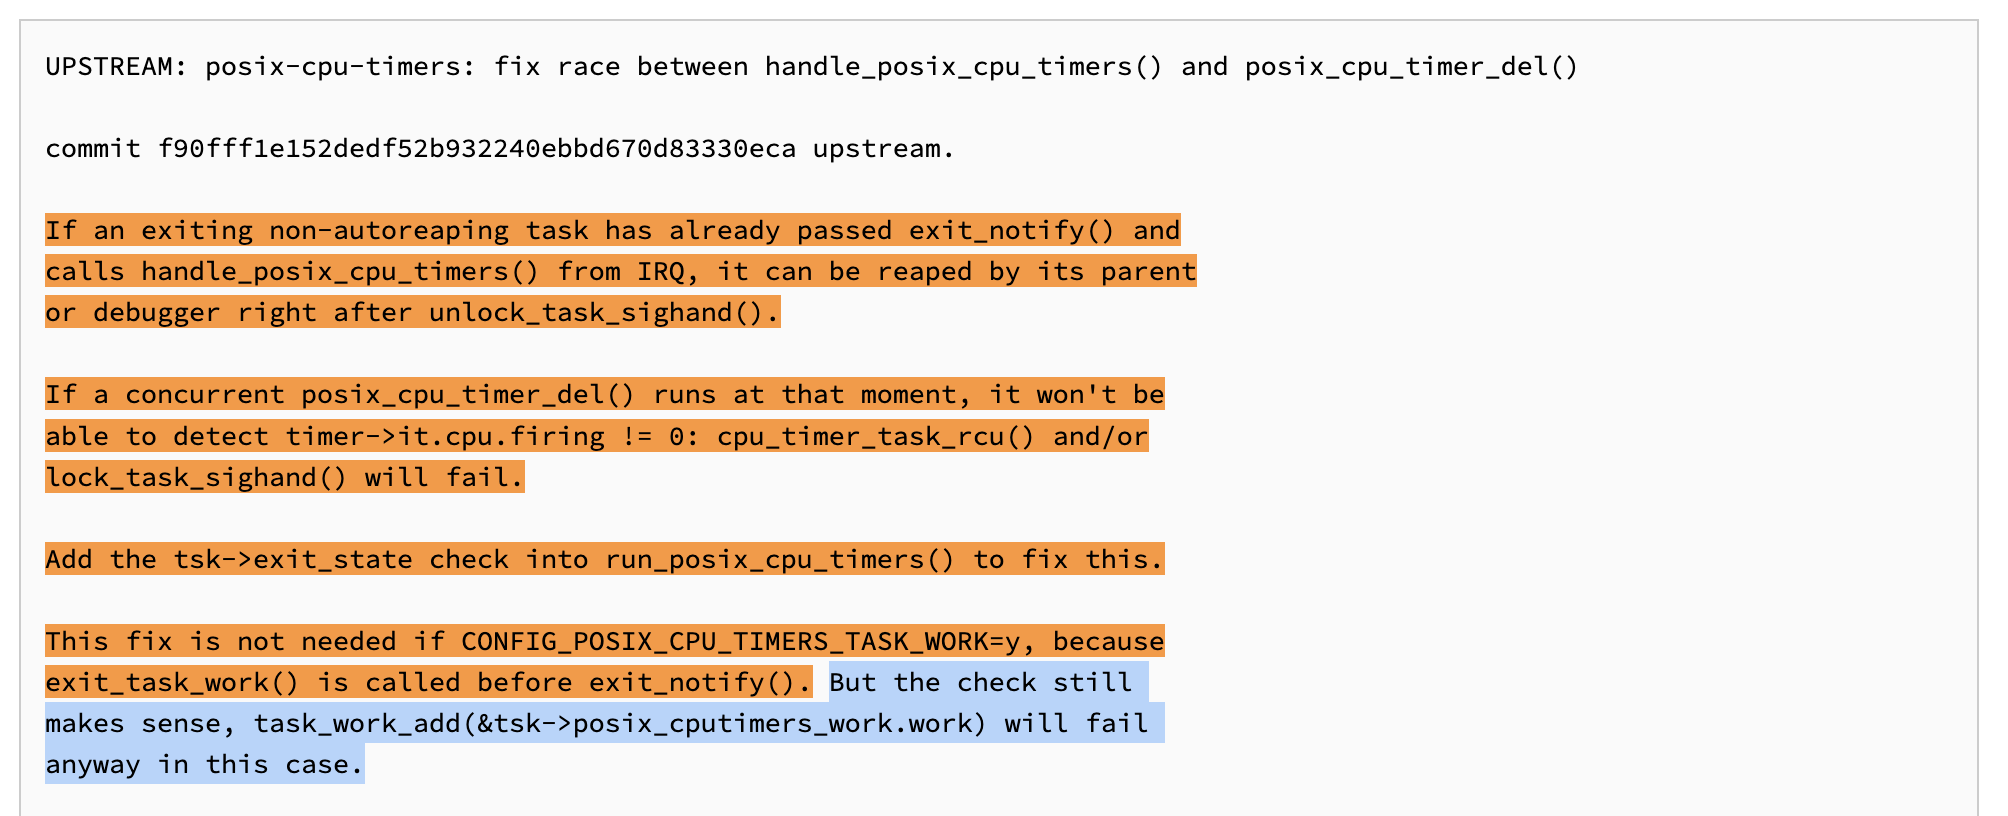 UPSTREAM: posix-cpu-timers: fix race between handle_posix_cpu_timers() and posix_cpu_timer_del()
commit f90fff1e152dedf52b932240ebbd670d83330eca upstream.
If an exiting non-autoreaping task has already passed exit_notify() and
calls handle_posix_cpu_timers() from IRQ, it can be reaped by its parent
or debugger right after unlock_task_sighand().
If a concurrent posix_cpu_timer_del() runs at that moment, it won't be
able to detect timer->it.cpu.firing != 0: cpu_timer_task_rcu() and/or
lock_task_sighand() will fail.
Add the tsk->exit_state check into run_posix_cpu_timers() to fix this.
This fix is not needed if CONFIG_POSIX_CPU_TIMERS_TASK_WORK=y, because
exit_task_work() is called before exit_notify(). But the check still
makes sense, task_work_add(&tsk->posix_cputimers_work.work) will fail
anyway in this case.